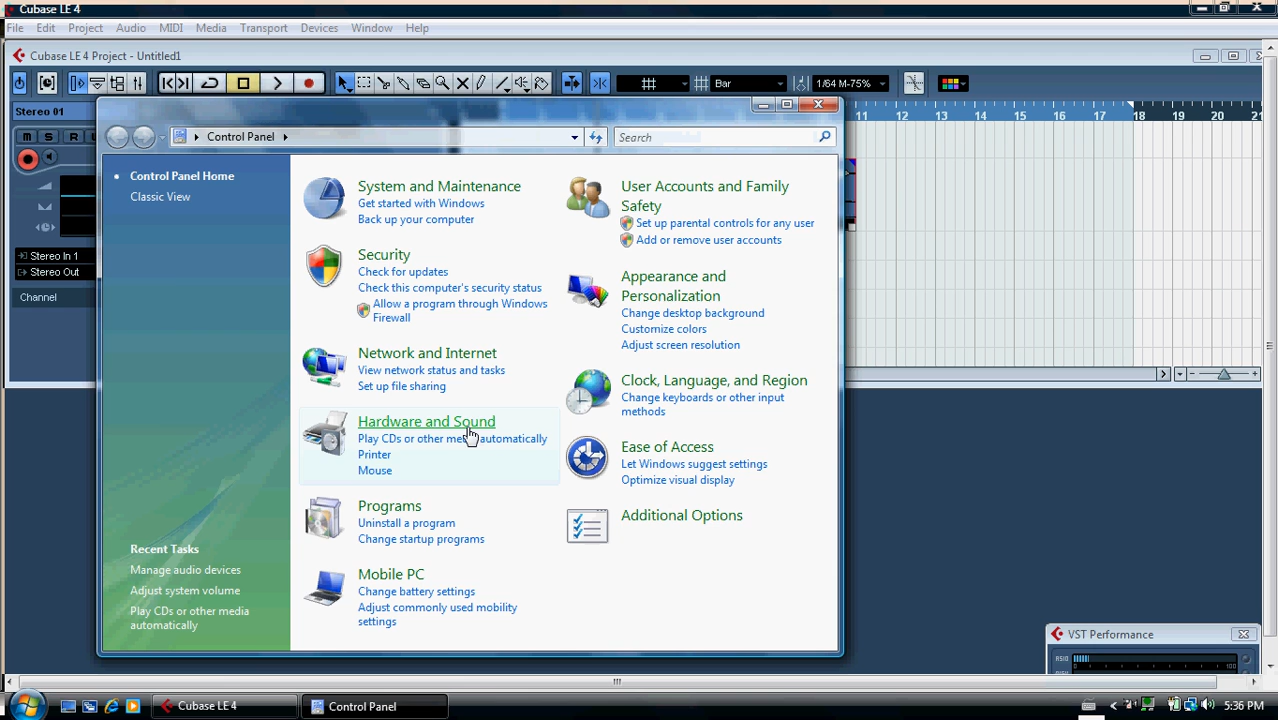 Cubase LE 4
File Edit Project Audio MIDI Media Transport Devices Window Help
Cubase LE 4 Project - Untitled1
Bar
1/64 M-75%
Stereo 01
11 12 13 14 15 16 17 18 19 20 21
m S R
Stereo In 1
Stereo Out
Channel
Control Panel
Search
Control Panel Home
Classic View
System and Maintenance
Get started with Windows
Back up your computer
Security
Check for updates
Check this computer's security status
Allow a program through Windows
Firewall
Network and Internet
View network status and tasks
Set up file sharing
Hardware and Sound
Play CDs or other media automatically
Printer
Mouse
Programs
Uninstall a program
Change startup programs
Mobile PC
Change battery settings
Adjust commonly used mobility
settings
User Accounts and Family
Safety
Set up parental controls for any user
Add or remove user accounts
Appearance and
Personalization
Change desktop background
Customize colors
Adjust screen resolution
Clock, Language, and Region
Change keyboards or other input
methods
Ease of Access
Let Windows suggest settings
Optimize visual display
Additional Options
Recent Tasks
Manage audio devices
Adjust system volume
Play CDs or other media
automatically
VST Performance
ASIO
100
Cubase LE 4
Control Panel
5:36 PM